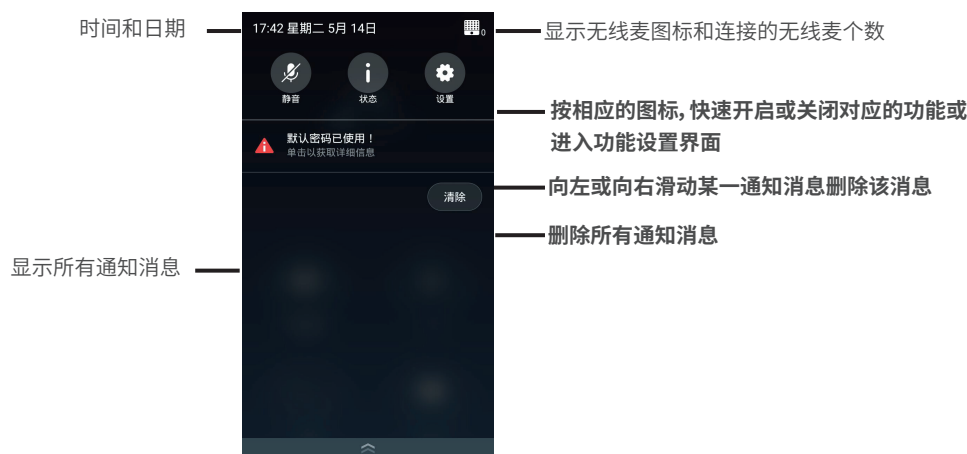 时间和日期
17:42 星期二 5月 14日
0
显示无线麦图标和连接的无线麦个数
静音
状态
设置
按相应的图标, 快速开启或关闭对应的功能或
进入功能设置界面
默认密码已使用！
单击以获取详细信息
向左或向右滑动某一通知消息删除该消息
清除
删除所有通知消息
显示所有通知消息